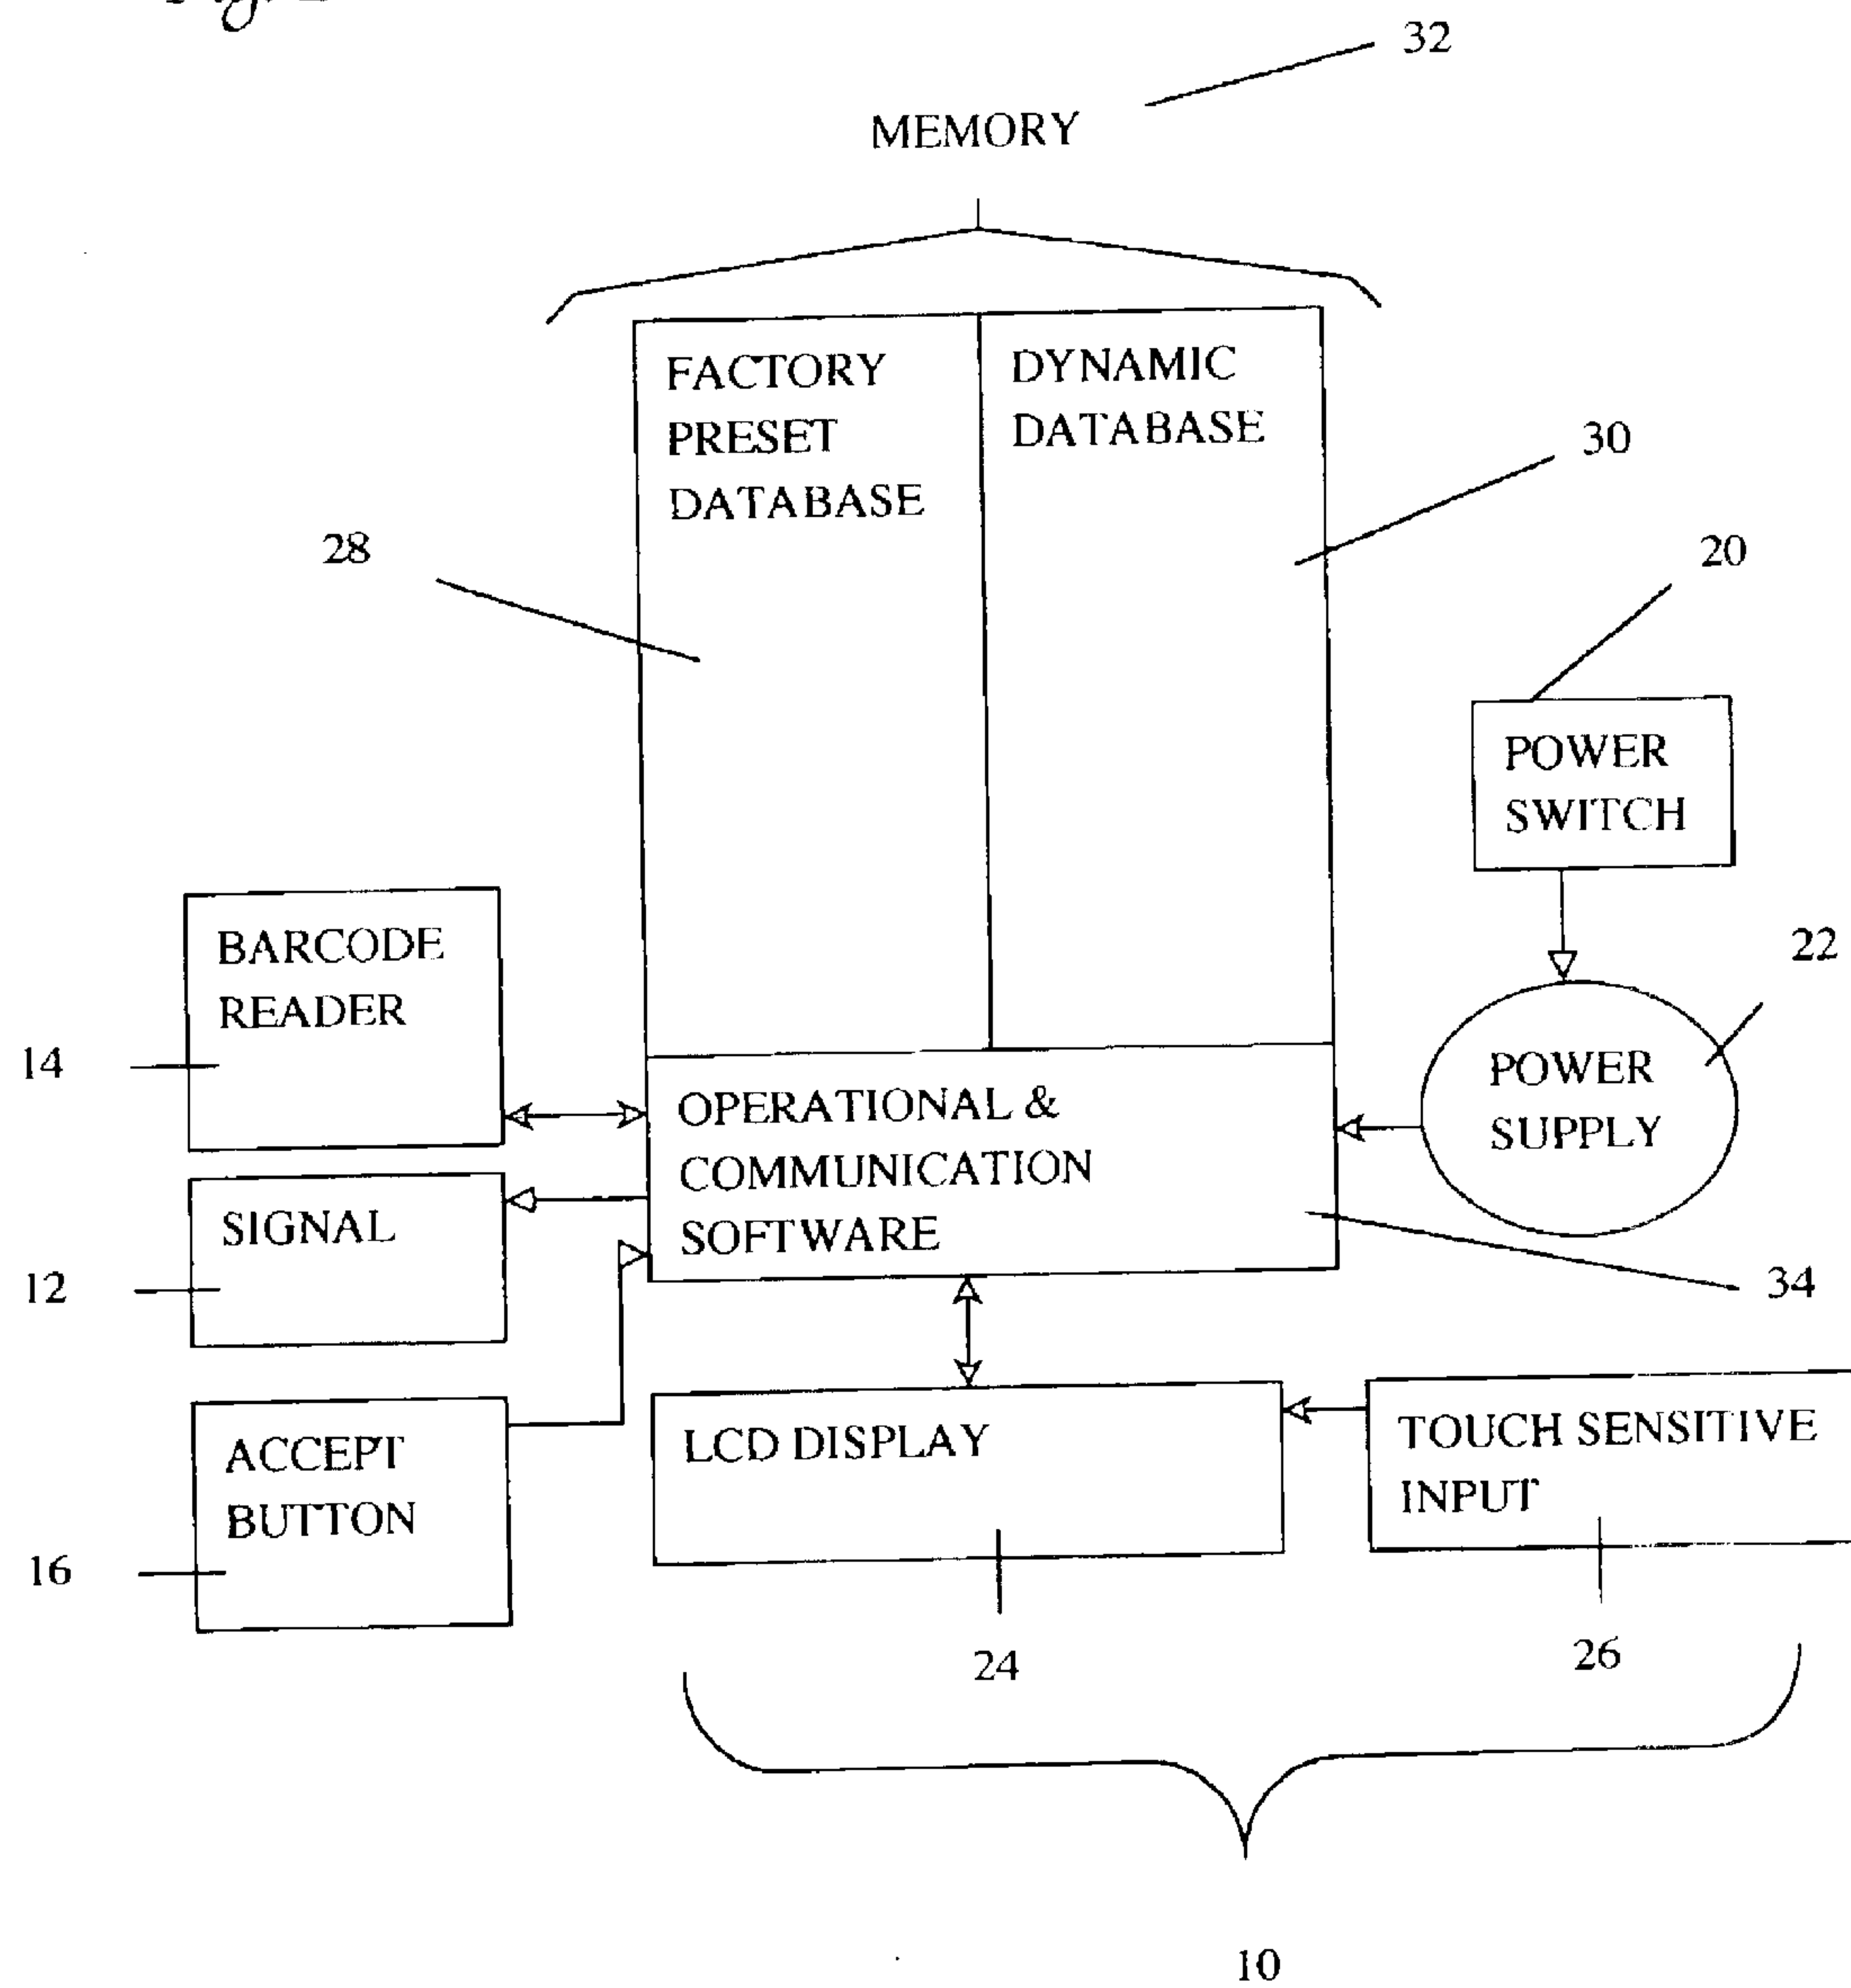 32
MEMORY
FACTORY
PRESET
DATABASE
DYNAMIC
DATABASE
30
28
20
POWER
SWITCH
BARCODE
READER
14
22
POWER
SUPPLY
OPERATIONAL &
COMMUNICATION
SOFTWARE
SIGNAL
12
34
ACCEPT
BUTTON
16
LCD DISPLAY
TOUCH SENSITIVE
INPUT
24
26
10